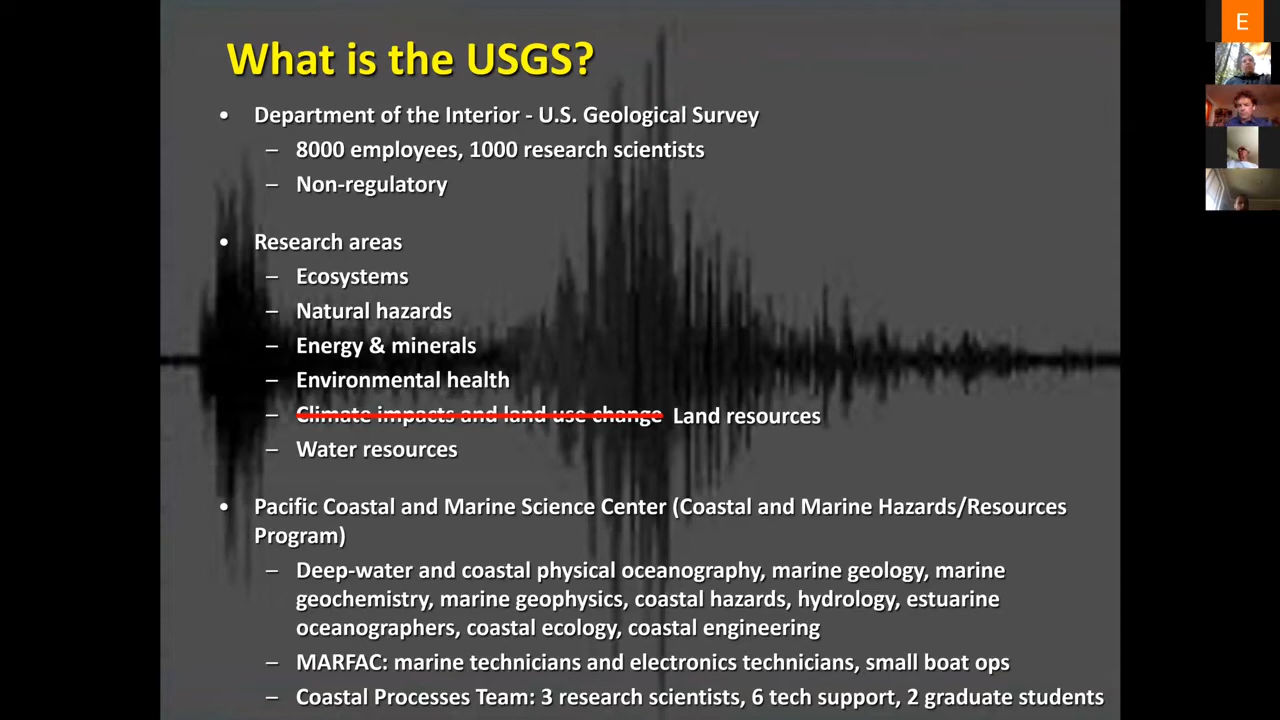 What is the USGS?
E
• Department of the Interior - U.S. Geological Survey
– 8000 employees, 1000 research scientists
– Non-regulatory
• Research areas
– Ecosystems
– Natural hazards
– Energy & minerals
– Environmental health
– Climate impacts and land use change Land resources
– Water resources
• Pacific Coastal and Marine Science Center (Coastal and Marine Hazards/Resources
Program)
– Deep-water and coastal physical oceanography, marine geology, marine
geochemistry, marine geophysics, coastal hazards, hydrology, estuarine
oceanographers, coastal ecology, coastal engineering
– MARFAC: marine technicians and electronics technicians, small boat ops
– Coastal Processes Team: 3 research scientists, 6 tech support, 2 graduate students